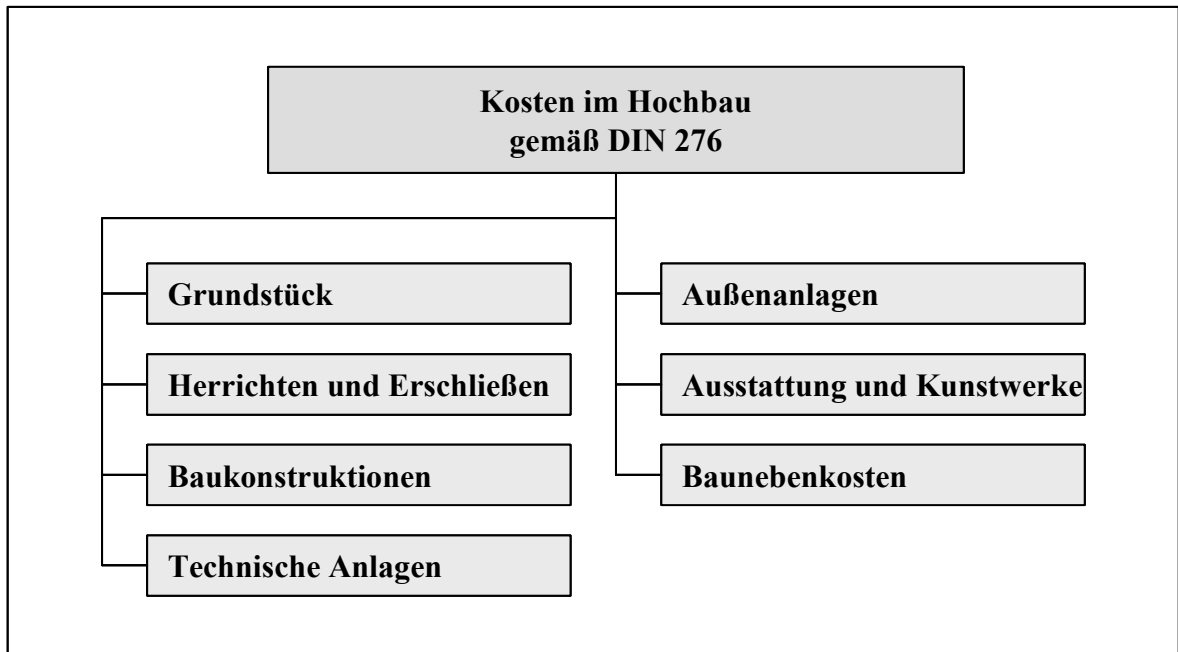 Kosten im Hochbau
gemäß DIN 276
Grundstück
Herrichten und Erschließen
Baukonstruktionen
Technische Anlagen
Außenanlagen
Ausstattung und Kunstwerke
Baunebenkosten